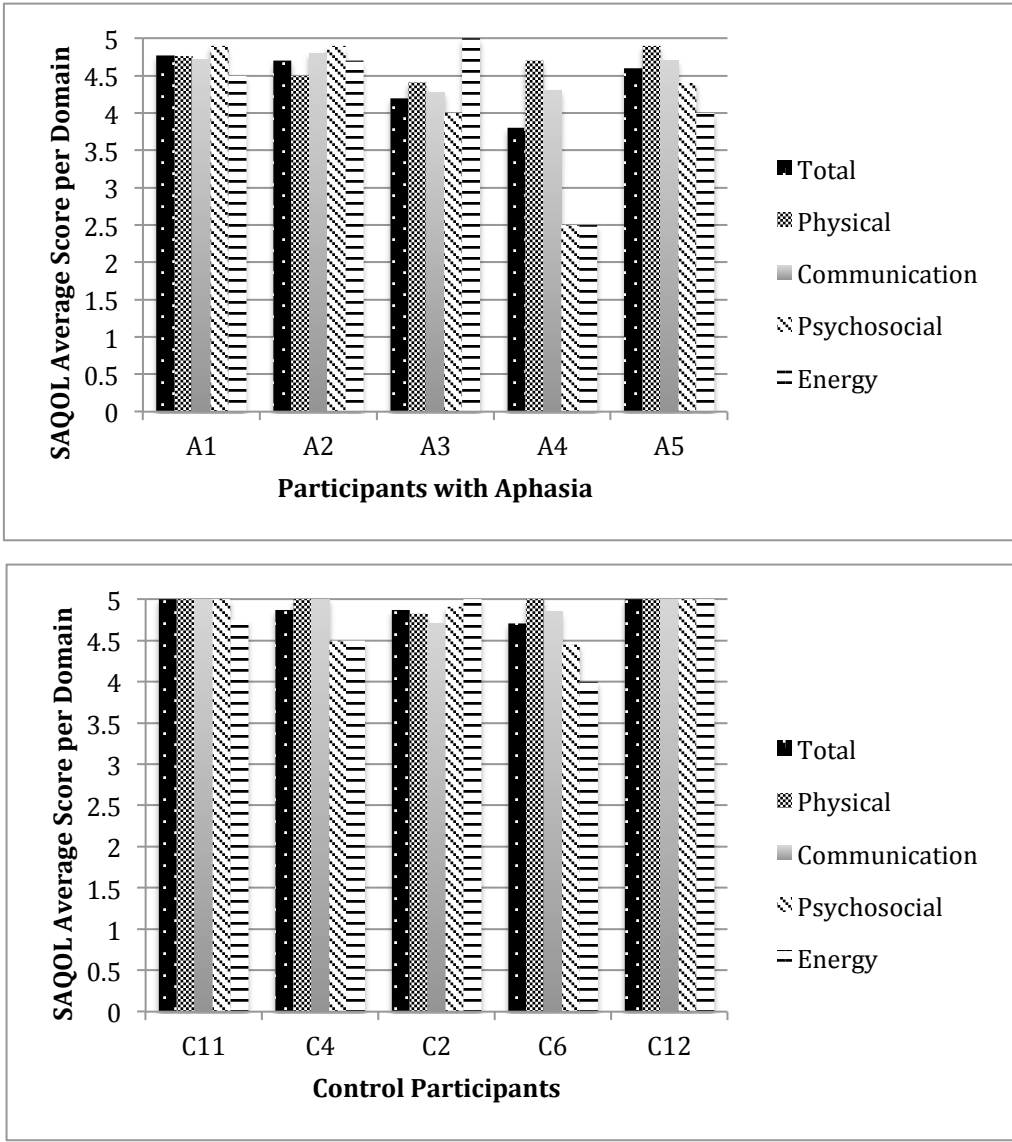 SAQOL Average Score per Domain
5
4.5
4
3.5
3
2.5
2
1.5
1
0.5
0
A1 A2 A3 A4 A5
Participants with Aphasia
Total
Physical
Communication
Psychosocial
Energy
SAQOL Average Score per Domain
5
4.5
4
3.5
3
2.5
2
1.5
1
0.5
0
C11 C4 C2 C6 C12
Control Participants
Total
Physical
Communication
Psychosocial
Energy